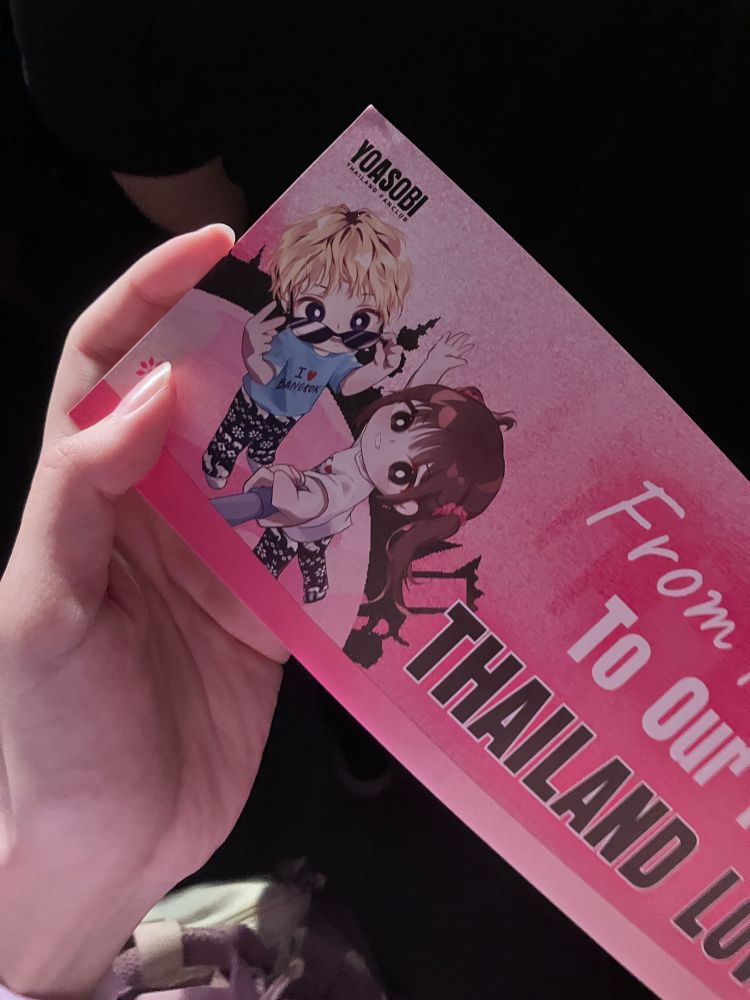 YOASOBI
THAILAND FANCLUB
I ❤ BANGKOK
From
To Our
THAILAND